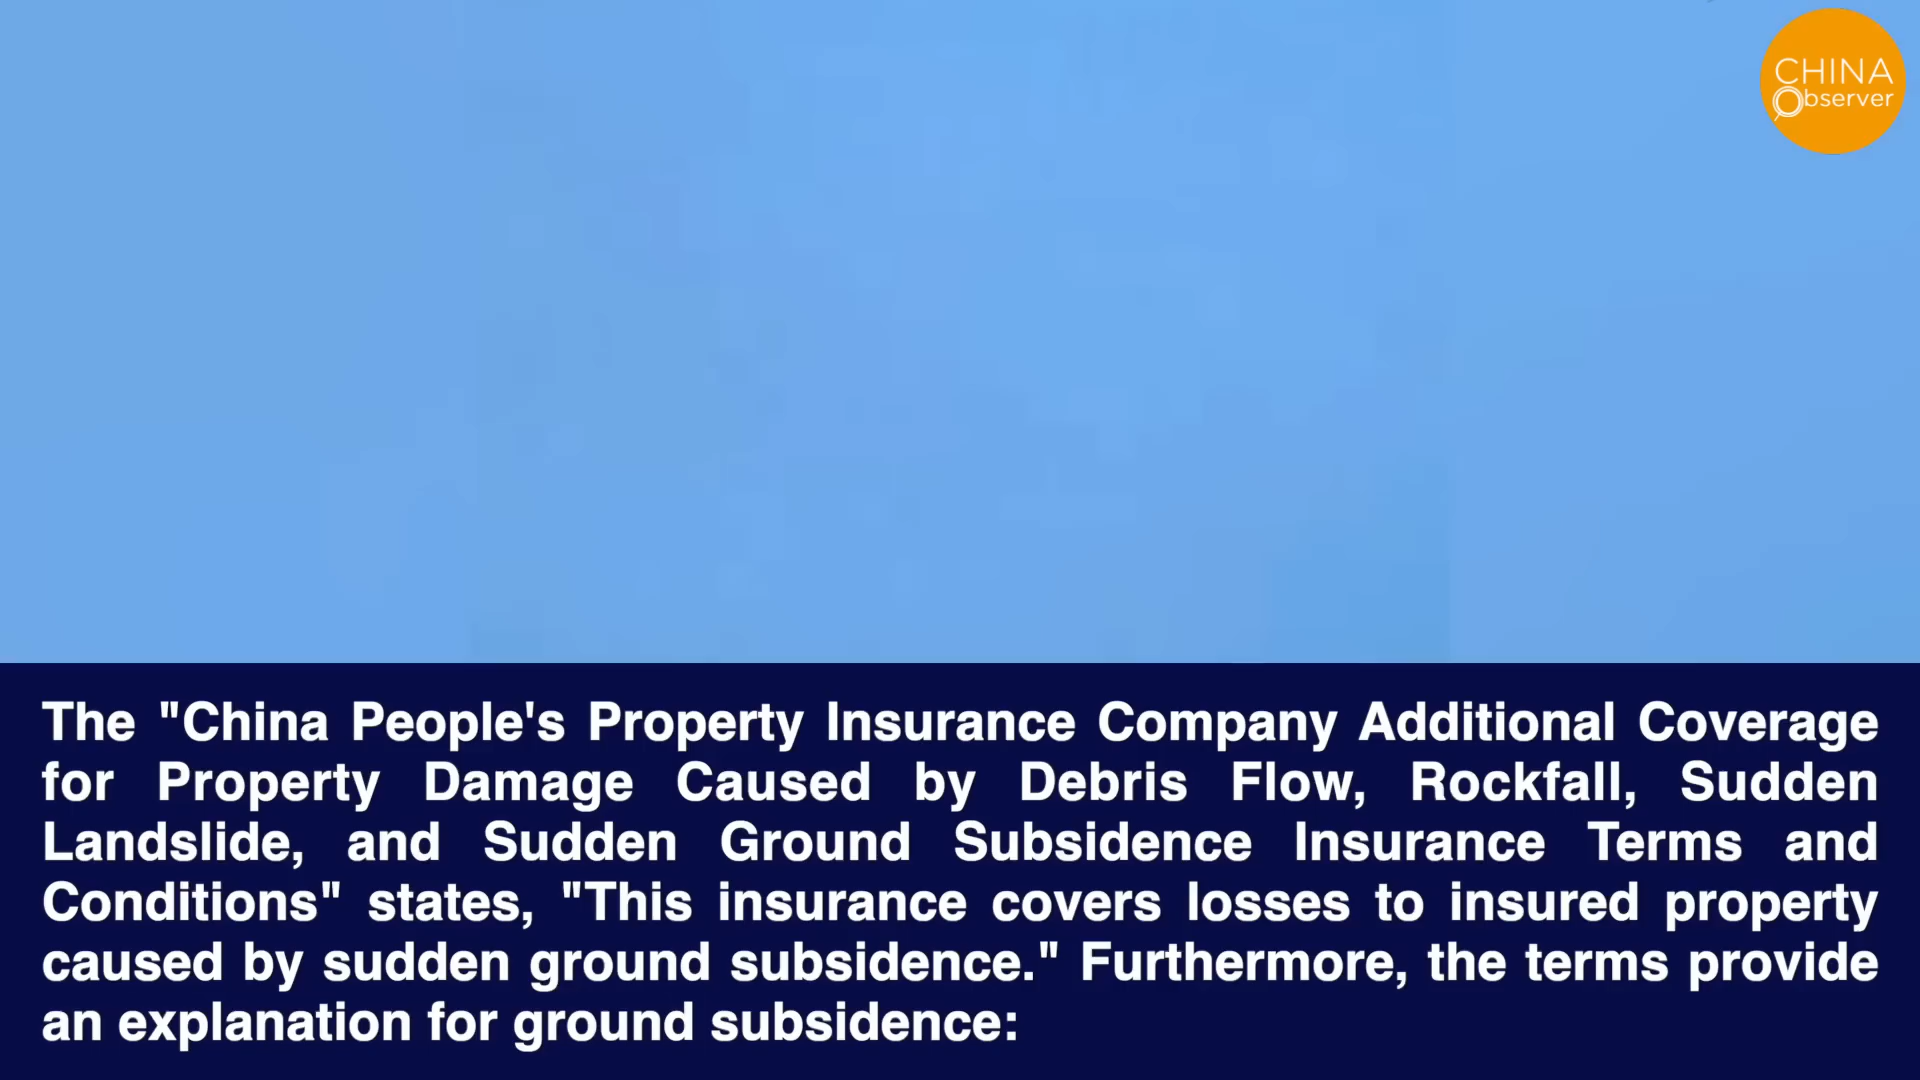 CHINA
Observer
The "China People's Property Insurance Company Additional Coverage
for Property Damage Caused by Debris Flow, Rockfall, Sudden
Landslide, and Sudden Ground Subsidence Insurance Terms and
Conditions" states, "This insurance covers losses to insured property
caused by sudden ground subsidence." Furthermore, the terms provide
an explanation for ground subsidence: